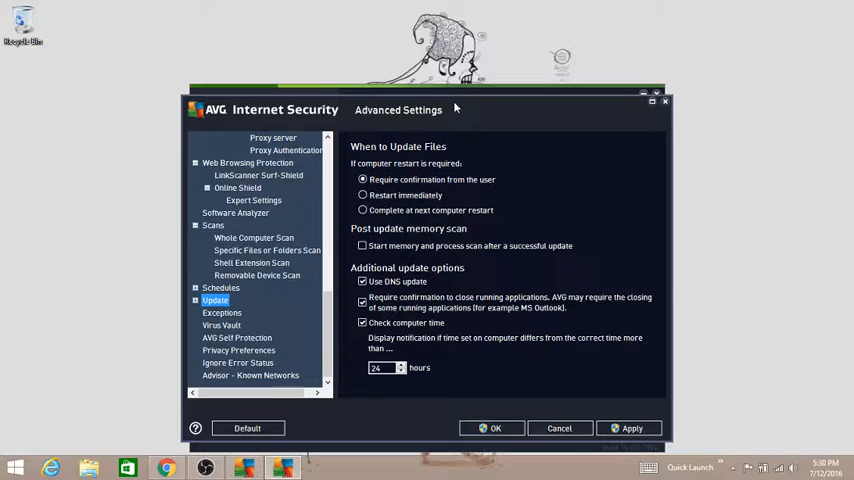 Recycle Bin
AVG Internet Security Advanced Settings
Proxy server
Proxy Authentication
Web Browsing Protection
LinkScanner Surf-Shield
Online Shield
Expert Settings
Software Analyzer
Scans
Whole Computer Scan
Specific Files or Folders Scan
Shell Extension Scan
Removable Device Scan
Schedules
Update
Exceptions
Virus Vault
AVG Self Protection
Privacy Preferences
Ignore Error Status
Advisor - Known Networks
When to Update Files
If computer restart is required:
Require confirmation from the user
Restart immediately
Complete at next computer restart
Post update memory scan
Start memory and process scan after a successful update
Additional update options
Use DNS update
Require confirmation to close running applications. AVG may require the closing
of some running applications (for example MS Outlook).
Check computer time
Display notification if time set on computer differs from the correct time more
than ...
24 hours
Default
OK
Cancel
Apply
Quick Launch
5:30 PM
7/12/2016